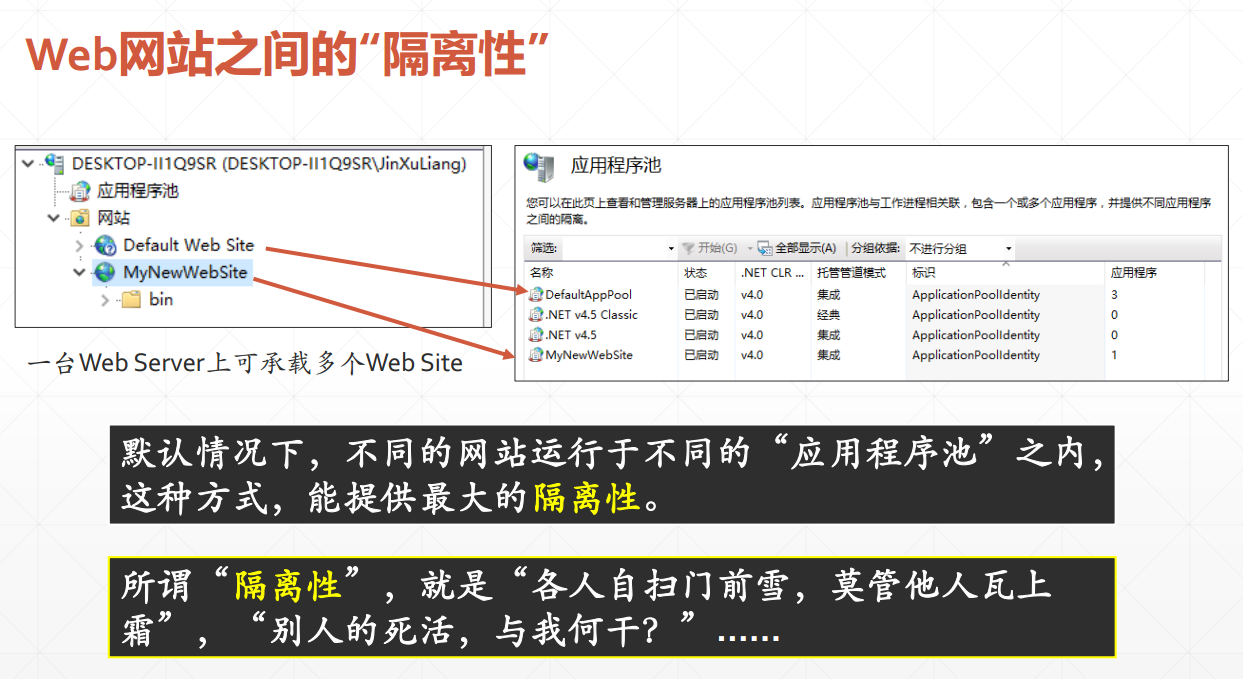 Web网站之间的“隔离性”
DESKTOP-II1Q9SR (DESKTOP-II1Q9SR\JinXuLiang)
应用程序池
网站
Default Web Site
MyNewWebSite
bin
一台Web Server上可承载多个Web Site
应用程序池
您可以在此页上查看和管理服务器上的应用程序池列表。应用程序池与工作进程相关联，包含一个或多个应用程序，并提供不同应用程序
之间的隔离。
筛选: 开始(G) 全部显示(A) 分组依据: 不进行分组
名称 状态 .NET CLR ... 托管管道模式 标识 应用程序
DefaultAppPool 已启动 v4.0 集成 ApplicationPoolIdentity 3
.NET v4.5 Classic 已启动 v4.0 经典 ApplicationPoolIdentity 0
.NET v4.5 已启动 v4.0 集成 ApplicationPoolIdentity 0
MyNewWebSite 已启动 v4.0 集成 ApplicationPoolIdentity 1
默认情况下，不同的网站运行于不同的“应用程序池”之内，
这种方式，能提供最大的隔离性。
所谓“隔离性”，就是“各人自扫门前雪，莫管他人瓦上
霜”，“别人的死活，与我何干？”……